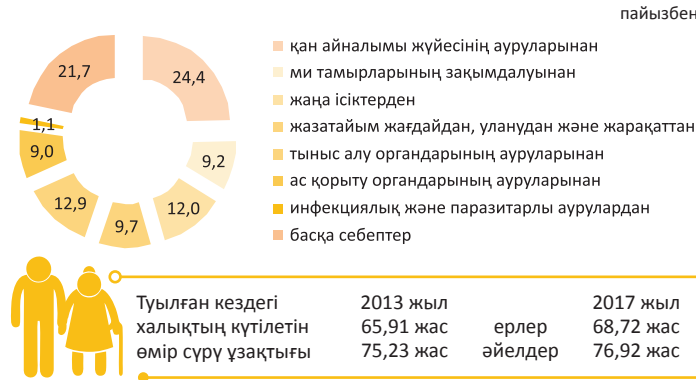 пайызбен
21,7
24,4
1,1
9,0
9,2
12,9
12,0
9,7
қан айналымы жүйесінің ауруларынан
ми тамырларының зақымдалуынан
жаңа ісіктерден
жазатайым жағдайдан, уланудан және жарақаттан
тыныс алу органдарының ауруларынан
ас қорыту органдарының ауруларынан
инфекциялық және паразитарлы аурулардан
басқа себептер
Туылған кездегі 2013 жыл 2017 жыл
халықтың күтілетін 65,91 жас ерлер 68,72 жас
өмір сүру ұзақтығы 75,23 жас әйелдер 76,92 жас